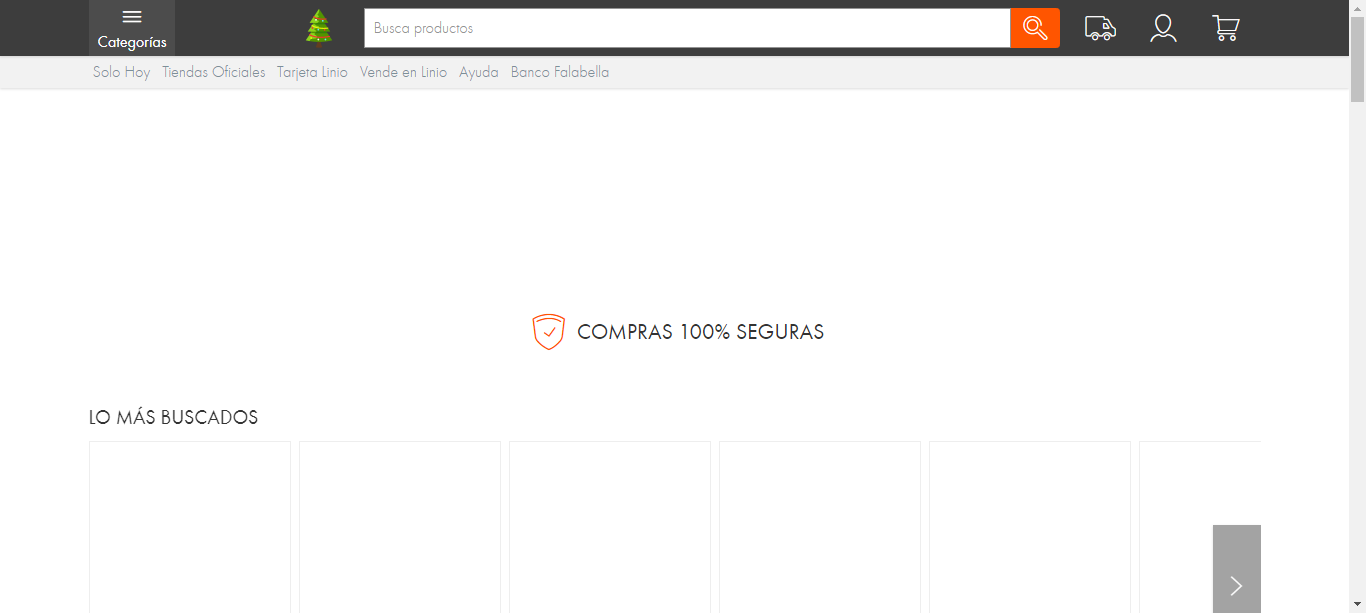 Categorías
Busca productos
Solo Hoy Tiendas Oficiales Tarjeta Linio Vende en Linio Ayuda Banco Falabella
COMPRAS 100% SEGURAS
LO MÁS BUSCADOS